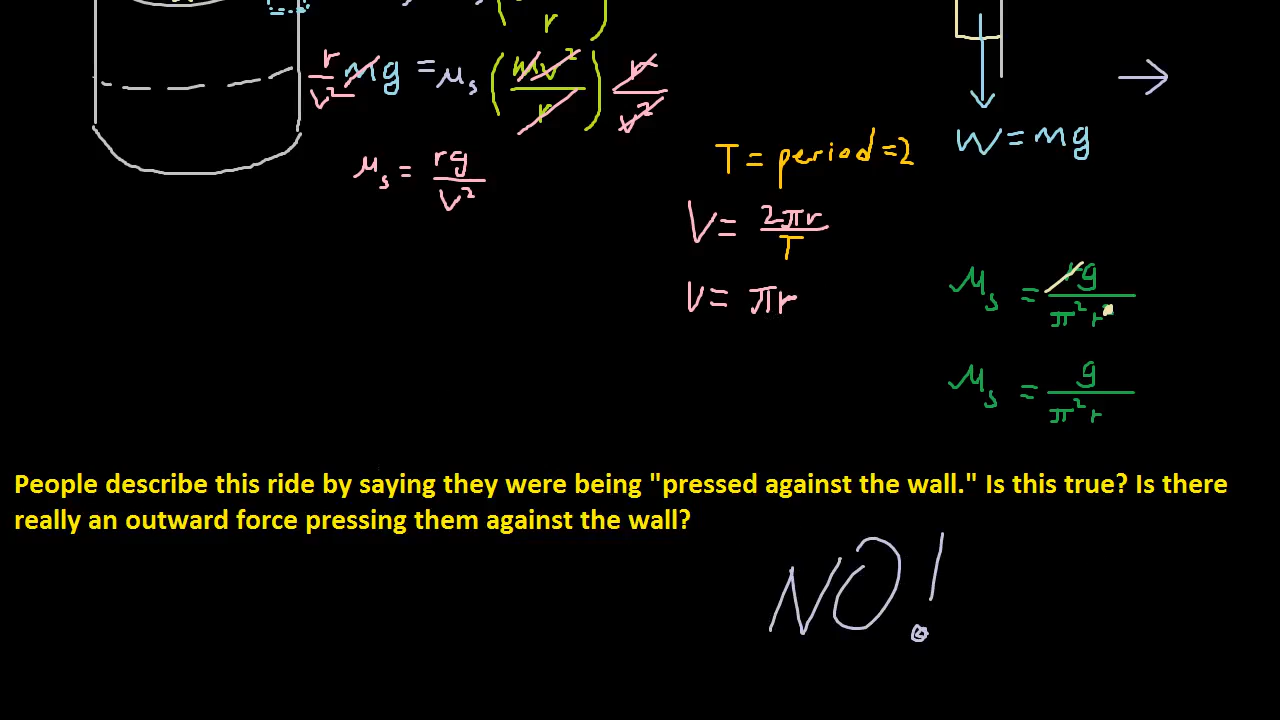 r/v² mg = μs (mv²/r) r/v²
W = mg
T = period = 2
μs = rg/v²
V = 2πr/T
μs = rg/π²r²
V = πr
μs = g/π²r
People describe this ride by saying they were being "pressed against the wall." Is this true? Is there
really an outward force pressing them against the wall?
NO!